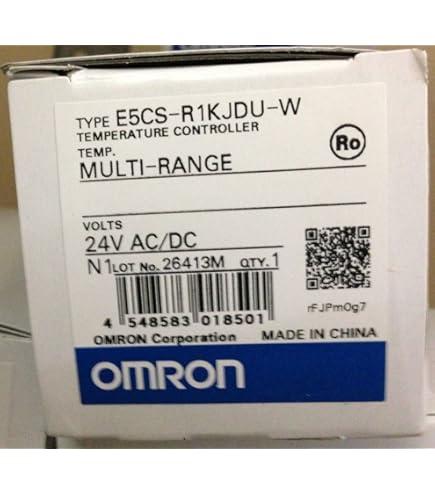 TYPE E5CS-R1KJDU-W
TEMPERATURE CONTROLLER
Ro
TEMP.
MULTI-RANGE
VOLTS
24V AC/DC
N1 LOT No. 26413M QTY. 1
rFJPm0g7
4 548583 018501
OMRON Corporation MADE IN CHINA
OMRON